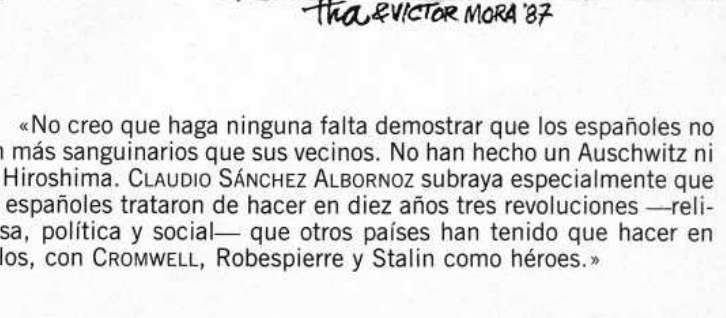 tha & VICTOR MORA '87
«No creo que haga ninguna falta demostrar que los españoles no
más sanguinarios que sus vecinos. No han hecho un Auschwitz ni
Hiroshima. CLAUDIO SÁNCHEZ ALBORNOZ subraya especialmente que
españoles trataron de hacer en diez años tres revoluciones —reli-
sa, política y social— que otros países han tenido que hacer en
los, con CROMWELL, Robespierre y Stalin como héroes.»